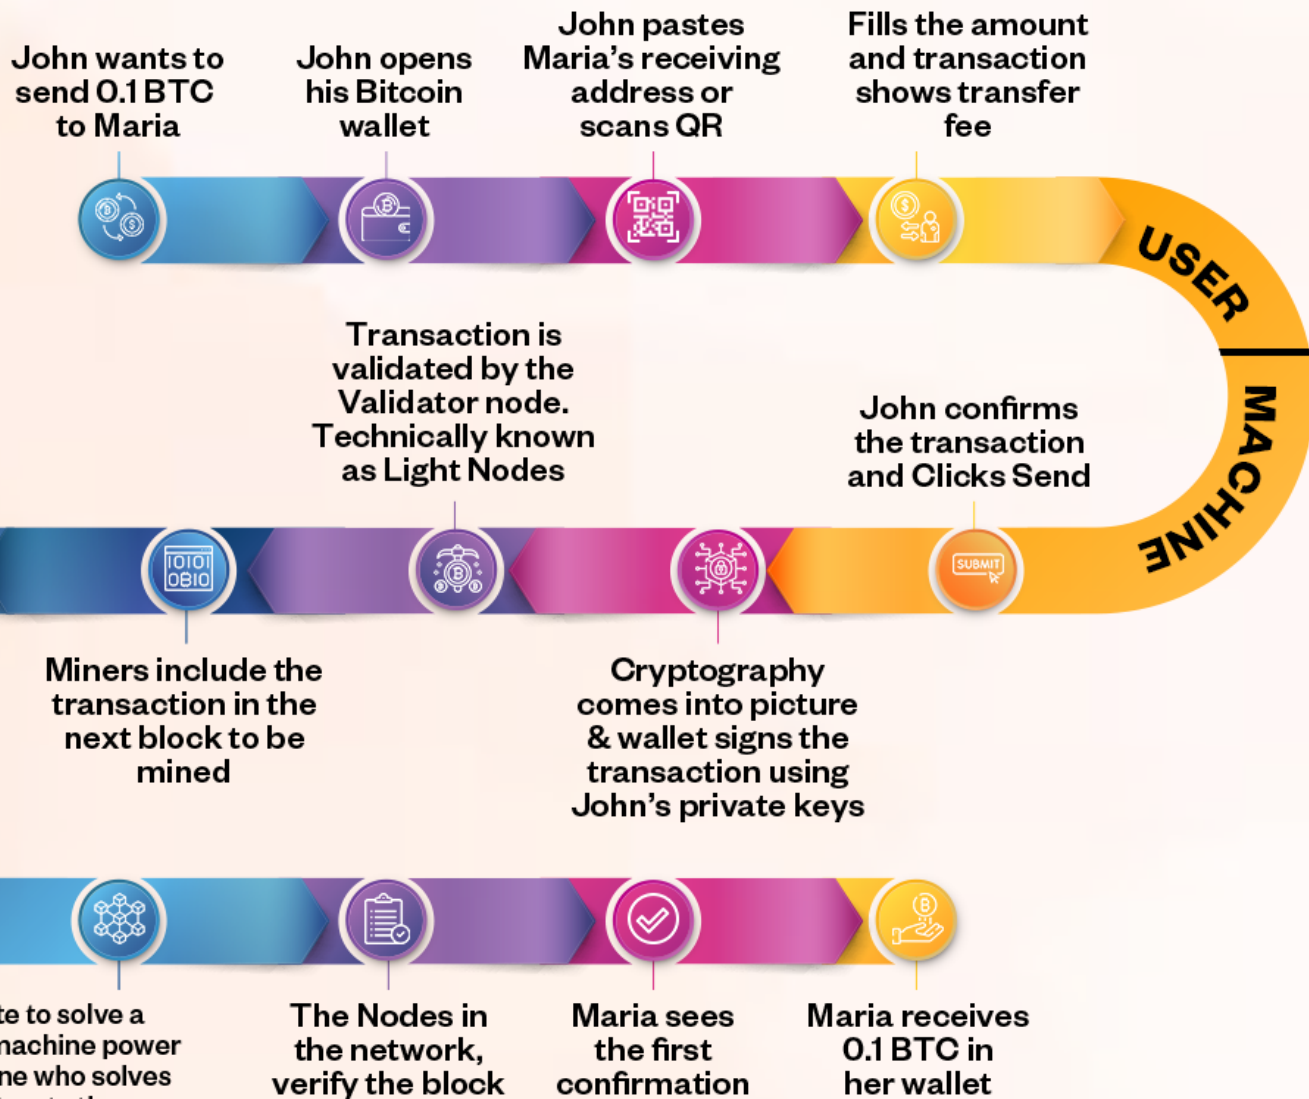 John wants to
send 0.1 BTC
to Maria
John opens
his Bitcoin
wallet
John pastes
Maria's receiving
address or
scans QR
Fills the amount
and transaction
shows transfer
fee
USER
MACHINE
John confirms
the transaction
and Clicks Send
SUBMIT
Cryptography
comes into picture
& wallet signs the
transaction using
John's private keys
Transaction is
validated by the
Validator node.
Technically known
as Light Nodes
Miners include the
transaction in the
next block to be
mined
IOIOI
OBIO
to solve a
power
who solves
The Nodes in
the network,
verify the block
Maria sees
the first
confirmation
Maria receives
0.1 BTC in
her wallet